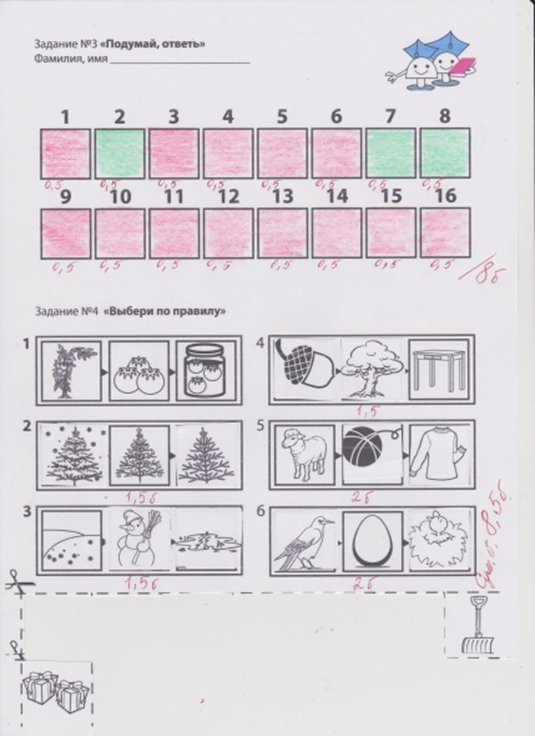 Задание №3 «Подумай, ответь»
Фамилия, имя
1 2 3 4 5 6 7 8
0,5 0,5 0,5 0,5 0,5 0,5 0,5 0,5
9 10 11 12 13 14 15 16
0,5 0,5 0,5 0,5 0,5 0,5 0,5 0,5
/8б
Задание №4 «Выбери по правилу»
1 4
1,5
2 5
1,5б 2б
3 6
1,5б 2б
8,5б.